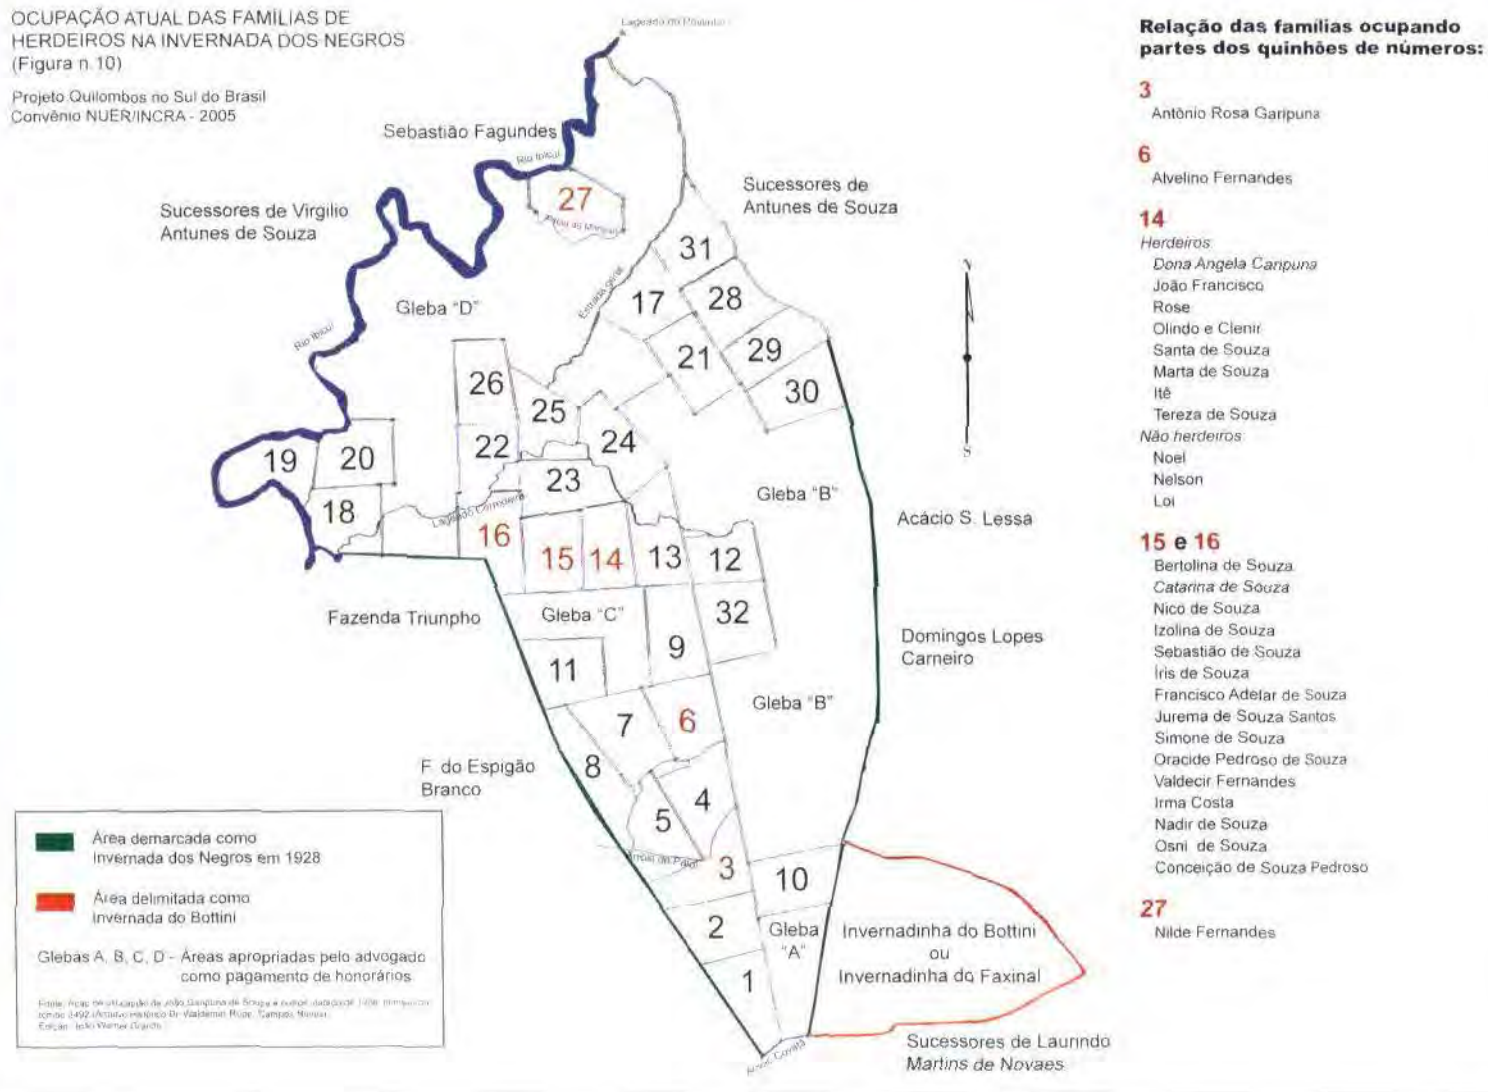 OCUPAÇÃO ATUAL DAS FAMÍLIAS DE
HERDEIROS NA INVERNADA DOS NEGROS
(Figura n.10)
Projeto Quilombos no Sul do Brasil
Convênio NUER/INCRA - 2005
Lageado do
Sebastião Fagundes
Rio Ibicuí
27
Sucessores de Virgilio
Antunes de Souza
Sucessores de
Antunes de Souza
31
Gleba "D"
Estrada geral
17
28
Rio Ibicuí
21
29
26
30
25
22
24
19
20
23
Gleba "B"
18
Lageado
N
S
16
15
14
13
12
Acácio S. Lessa
Fazenda Triunpho
Gleba "C"
32
9
11
Domingos Lopes
Carneiro
7
6
Gleba "B"
F. do Espigão
Branco
8
4
5
3
10
2
Gleba
"A"
1
Invernadinha do Bottini
ou
Invernadinha do Faxinal
Sucessores de Laurindo
Martins de Novaes
Área demarcada como
Invernada dos Negros em 1928
Área delimitada como
Invernada do Bottini
Glebas A, B, C, D - Áreas apropriadas pelo advogado
como pagamento de honorários
Relação das famílias ocupando
partes dos quinhões de números:
3
Antônio Rosa Garipuna
6
Alvelino Fernandes
14
Herdeiros
Dona Angela Caripuna
João Francisco
Rose
Olindo e Clenir
Santa de Souza
Marta de Souza
Itê
Tereza de Souza
Não herdeiros
Noel
Nelson
Loi
15 e 16
Bertolina de Souza
Catarina de Souza
Nico de Souza
Izolina de Souza
Sebastião de Souza
Íris de Souza
Francisco Adelar de Souza
Jurema de Souza Santos
Simone de Souza
Oracide Pedroso de Souza
Valdecir Fernandes
Irma Costa
Nadir de Souza
Osni de Souza
Conceição de Souza Pedroso
27
Nilde Fernandes